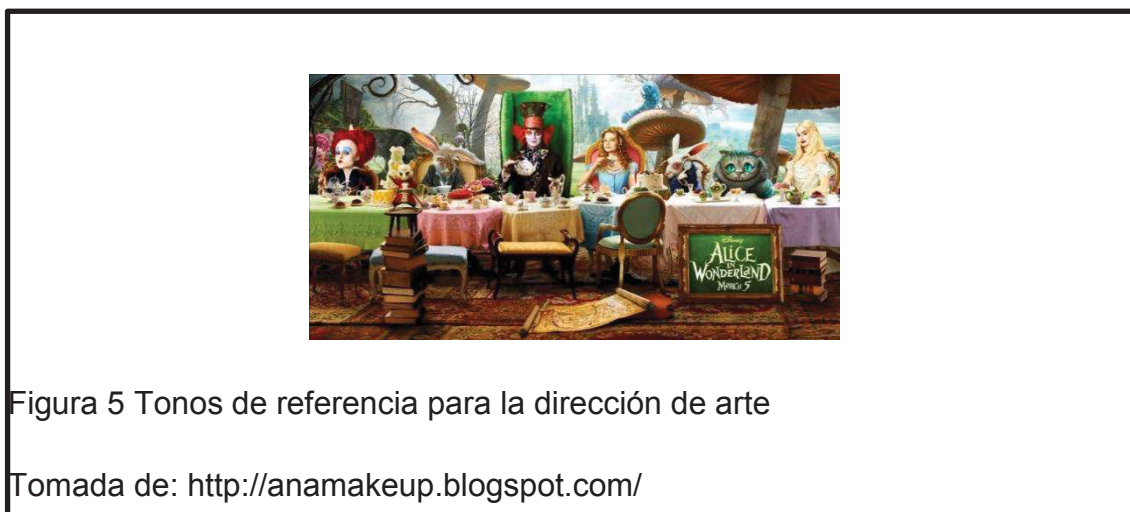 Disney
ALICE
IN
WONDERLAND
MARCH 5
Figura 5 Tonos de referencia para la dirección de arte
Tomada de: http://anamakeup.blogspot.com/